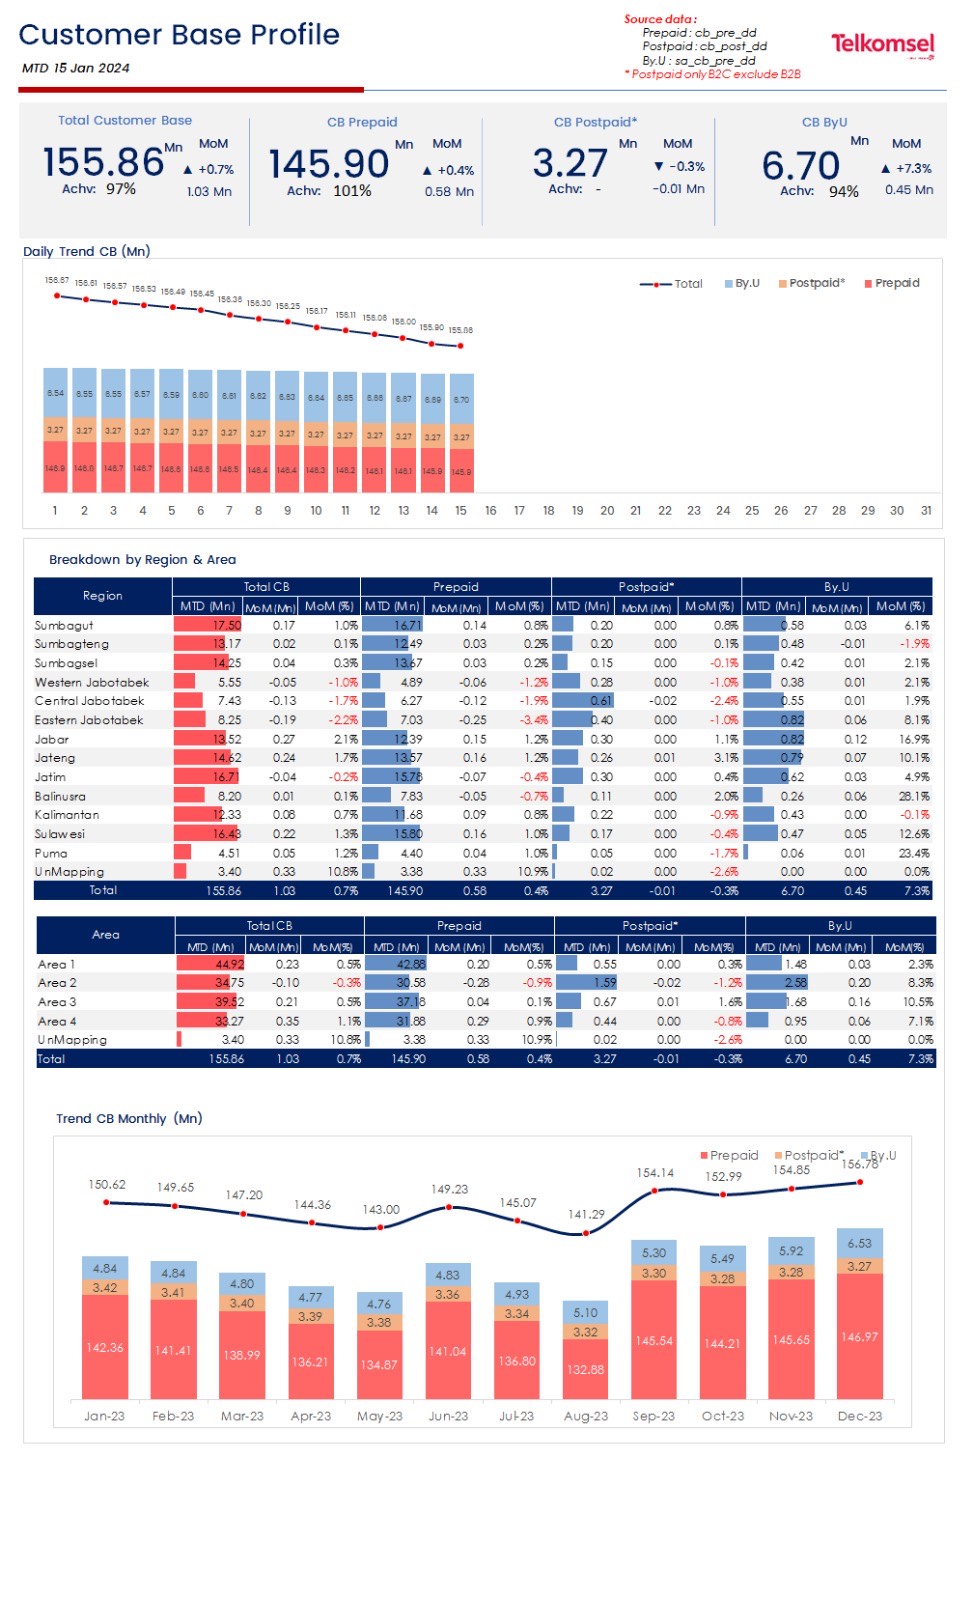 Customer Base Profile
MTD 15 Jan 2024
Source data :
Prepaid : cb_pre_dd
Postpaid : cb_post_dd
By.U : sa_cb_pre_dd
* Postpaid only B2C exclude B2B
Telkomsel
Total Customer Base
155.86 Mn
MoM
▲ +0.7%
Achv: 97%
1.03 Mn
CB Prepaid
145.90 Mn
MoM
▲ +0.4%
Achv: 101%
0.58 Mn
CB Postpaid*
3.27 Mn
MoM
▼ -0.3%
Achv: -
-0.01 Mn
CB ByU
6.70 Mn
MoM
▲ +7.3%
Achv: 94%
0.45 Mn
Daily Trend CB (Mn)
Total By.U Postpaid* Prepaid
156.67 156.61 156.57 156.53 156.49 156.45 156.38 156.30 156.25 156.17 156.11 156.06 156.00 155.90 155.86
6.54 6.55 6.55 6.57 6.59 6.60 6.61 6.62 6.63 6.64 6.65 6.66 6.67 6.69 6.70
3.27 3.27 3.27 3.27 3.27 3.27 3.27 3.27 3.27 3.27 3.27 3.27 3.27 3.27 3.27
146.9 146.8 146.7 146.7 146.6 146.6 146.5 146.4 146.4 146.3 146.2 146.1 146.1 145.9 145.9
1 2 3 4 5 6 7 8 9 10 11 12 13 14 15 16 17 18 19 20 21 22 23 24 25 26 27 28 29 30 31
Breakdown by Region & Area
Region Total CB Prepaid Postpaid* By.U
MTD (Mn) MoM (Mn) MoM (%) MTD (Mn) MoM (Mn) MoM (%) MTD (Mn) MoM (Mn) MoM (%) MTD (Mn) MoM (Mn) MoM (%)
Sumbagut 17.50 0.17 1.0% 16.71 0.14 0.8% 0.20 0.00 0.8% 0.58 0.03 6.1%
Sumbagteng 13.17 0.02 0.1% 12.49 0.03 0.2% 0.20 0.00 0.1% 0.48 -0.01 -1.9%
Sumbagsel 14.25 0.04 0.3% 13.67 0.03 0.2% 0.15 0.00 -0.1% 0.42 0.01 2.1%
Western Jabotabek 5.55 -0.05 -1.0% 4.89 -0.06 -1.2% 0.28 0.00 -1.0% 0.38 0.01 2.1%
Central Jabotabek 7.43 -0.13 -1.7% 6.27 -0.12 -1.9% 0.61 -0.02 -2.4% 0.55 0.01 1.9%
Eastern Jabotabek 8.25 -0.19 -2.2% 7.03 -0.25 -3.4% 0.40 0.00 -1.0% 0.82 0.06 8.1%
Jabar 13.52 0.27 2.1% 12.39 0.15 1.2% 0.30 0.00 1.1% 0.82 0.12 16.9%
Jateng 14.62 0.24 1.7% 13.57 0.16 1.2% 0.26 0.01 3.1% 0.79 0.07 10.1%
Jatim 16.71 -0.04 -0.2% 15.78 -0.07 -0.4% 0.30 0.00 0.4% 0.62 0.03 4.9%
Balinusra 8.20 0.01 0.1% 7.83 -0.05 -0.7% 0.11 0.00 2.0% 0.26 0.06 28.1%
Kalimantan 12.33 0.08 0.7% 11.68 0.09 0.8% 0.22 0.00 -0.9% 0.43 0.00 -0.1%
Sulawesi 16.43 0.22 1.3% 15.80 0.16 1.0% 0.17 0.00 -0.4% 0.47 0.05 12.6%
Puma 4.51 0.05 1.2% 4.40 0.04 1.0% 0.05 0.00 -1.7% 0.06 0.01 23.4%
UnMapping 3.40 0.33 10.8% 3.38 0.33 10.9% 0.02 0.00 -2.6% 0.00 0.00 0.0%
Total 155.86 1.03 0.7% 145.90 0.58 0.4% 3.27 -0.01 -0.3% 6.70 0.45 7.3%
Area Total CB Prepaid Postpaid* By.U
MTD (Mn) MoM (Mn) MoM(%) MTD (Mn) MoM (Mn) MoM(%) MTD (Mn) MoM (Mn) MoM(%) MTD (Mn) MoM (Mn) MoM(%)
Area 1 44.92 0.23 0.5% 42.88 0.20 0.5% 0.55 0.00 0.3% 1.48 0.03 2.3%
Area 2 34.75 -0.10 -0.3% 30.58 -0.28 -0.9% 1.59 -0.02 -1.2% 2.58 0.20 8.3%
Area 3 39.52 0.21 0.5% 37.18 0.04 0.1% 0.67 0.01 1.6% 1.68 0.16 10.5%
Area 4 33.27 0.35 1.1% 31.88 0.29 0.9% 0.44 0.00 -0.8% 0.95 0.06 7.1%
UnMapping 3.40 0.33 10.8% 3.38 0.33 10.9% 0.02 0.00 -2.6% 0.00 0.00 0.0%
Total 155.86 1.03 0.7% 145.90 0.58 0.4% 3.27 -0.01 -0.3% 6.70 0.45 7.3%
Trend CB Monthly (Mn)
Prepaid Postpaid* By.U
150.62 149.65 147.20 144.36 143.00 149.23 145.07 141.29 154.14 152.99 154.85 156.78
4.84 4.84 4.80 4.77 4.76 4.83 4.93 5.10 5.30 5.49 5.92 6.53
3.42 3.41 3.40 3.39 3.38 3.36 3.34 3.32 3.30 3.28 3.28 3.27
142.36 141.41 138.99 136.21 134.87 141.04 136.80 132.88 145.54 144.21 145.65 146.97
Jan-23 Feb-23 Mar-23 Apr-23 May-23 Jun-23 Jul-23 Aug-23 Sep-23 Oct-23 Nov-23 Dec-23